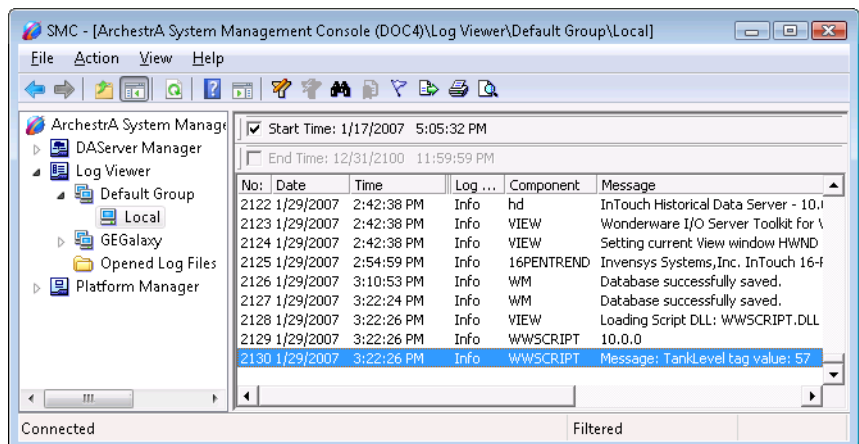 SMC - [ArchestrA System Management Console (DOC4)\Log Viewer\Default Group\Local]
File Action View Help
ArchestrA System Manage
DAServer Manager
Log Viewer
Default Group
Local
GEGalaxy
Opened Log Files
Platform Manager
Start Time: 1/17/2007 5:05:32 PM
End Time: 12/31/2100 11:59:59 PM
No: Date Time Log ... Component Message
2122 1/29/2007 2:42:38 PM Info hd InTouch Historical Data Server - 10.
2123 1/29/2007 2:42:38 PM Info VIEW Wonderware I/O Server Toolkit for
2124 1/29/2007 2:42:38 PM Info VIEW Setting current View window HWND
2125 1/29/2007 2:54:59 PM Info 16PENTREND Invensys Systems,Inc. InTouch 16-
2126 1/29/2007 3:10:53 PM Info WM Database successfully saved.
2127 1/29/2007 3:22:24 PM Info WM Database successfully saved.
2128 1/29/2007 3:22:26 PM Info VIEW Loading Script DLL: WWSCRIPT.DLL
2129 1/29/2007 3:22:26 PM Info WWSCRIPT 10.0.0
2130 1/29/2007 3:22:26 PM Info WWSCRIPT Message: TankLevel tag value: 57
Connected Filtered